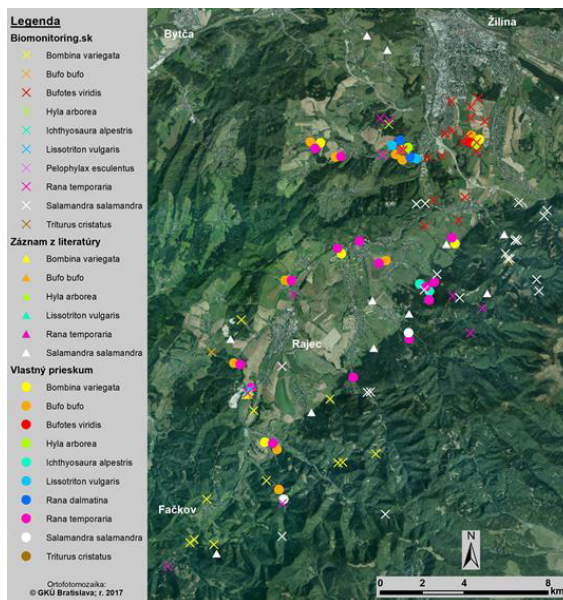 Legenda
Biomonitoring.sk
Bombina variegata
Bufo bufo
Bufotes viridis
Hyla arborea
Ichthyosaura alpestris
Lissotriton vulgaris
Pelophylax esculentus
Rana temporaria
Salamandra salamandra
Triturus cristatus
Záznam z literatúry
Bombina variegata
Bufo bufo
Hyla arborea
Lissotriton vulgaris
Rana temporaria
Salamandra salamandra
Vlastný prieskum
Bombina variegata
Bufo bufo
Bufotes viridis
Hyla arborea
Ichthyosaura alpestris
Lissotriton vulgaris
Rana dalmatina
Rana temporaria
Salamandra salamandra
Triturus cristatus
Ortofotomozaika:
© GKÚ Bratislava; r. 2017
Bytča
Žilina
Rajec
Fačkov
N
0 2 4 8
km